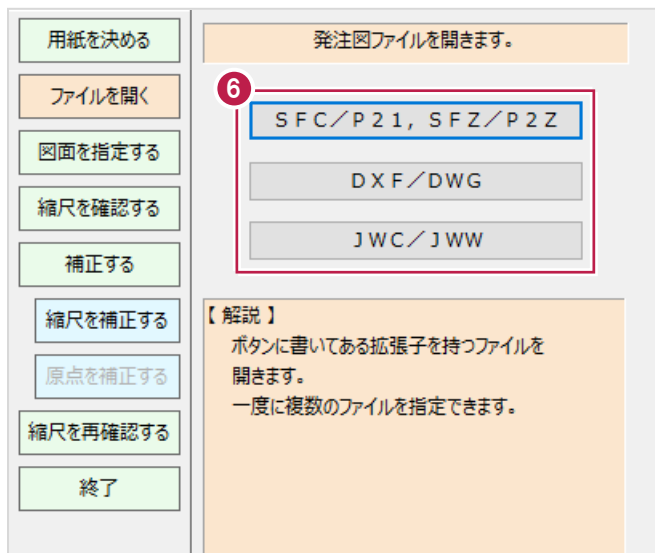 用紙を決める
ファイルを開く
図面を指定する
縮尺を確認する
補正する
縮尺を補正する
原点を補正する
縮尺を再確認する
終了
発注図ファイルを開きます。
6
ＳＦＣ／Ｐ２１，ＳＦＺ／Ｐ２Ｚ
ＤＸＦ／ＤＷＧ
ＪＷＣ／ＪＷＷ
【 解説 】
ボタンに書いてある拡張子を持つファイルを
開きます。
一度に複数のファイルを指定できます。